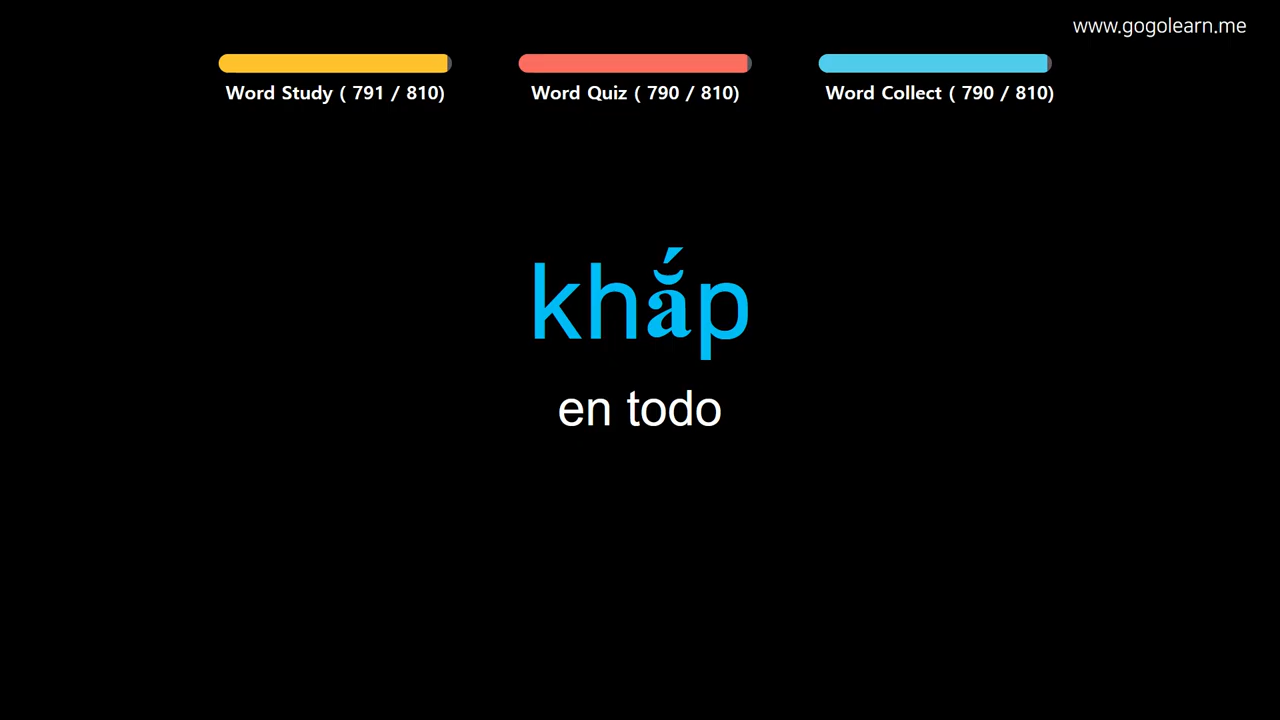 www.gogolearn.me
Word Study ( 791 / 810)
Word Quiz ( 790 / 810)
Word Collect ( 790 / 810)
khắp
en todo